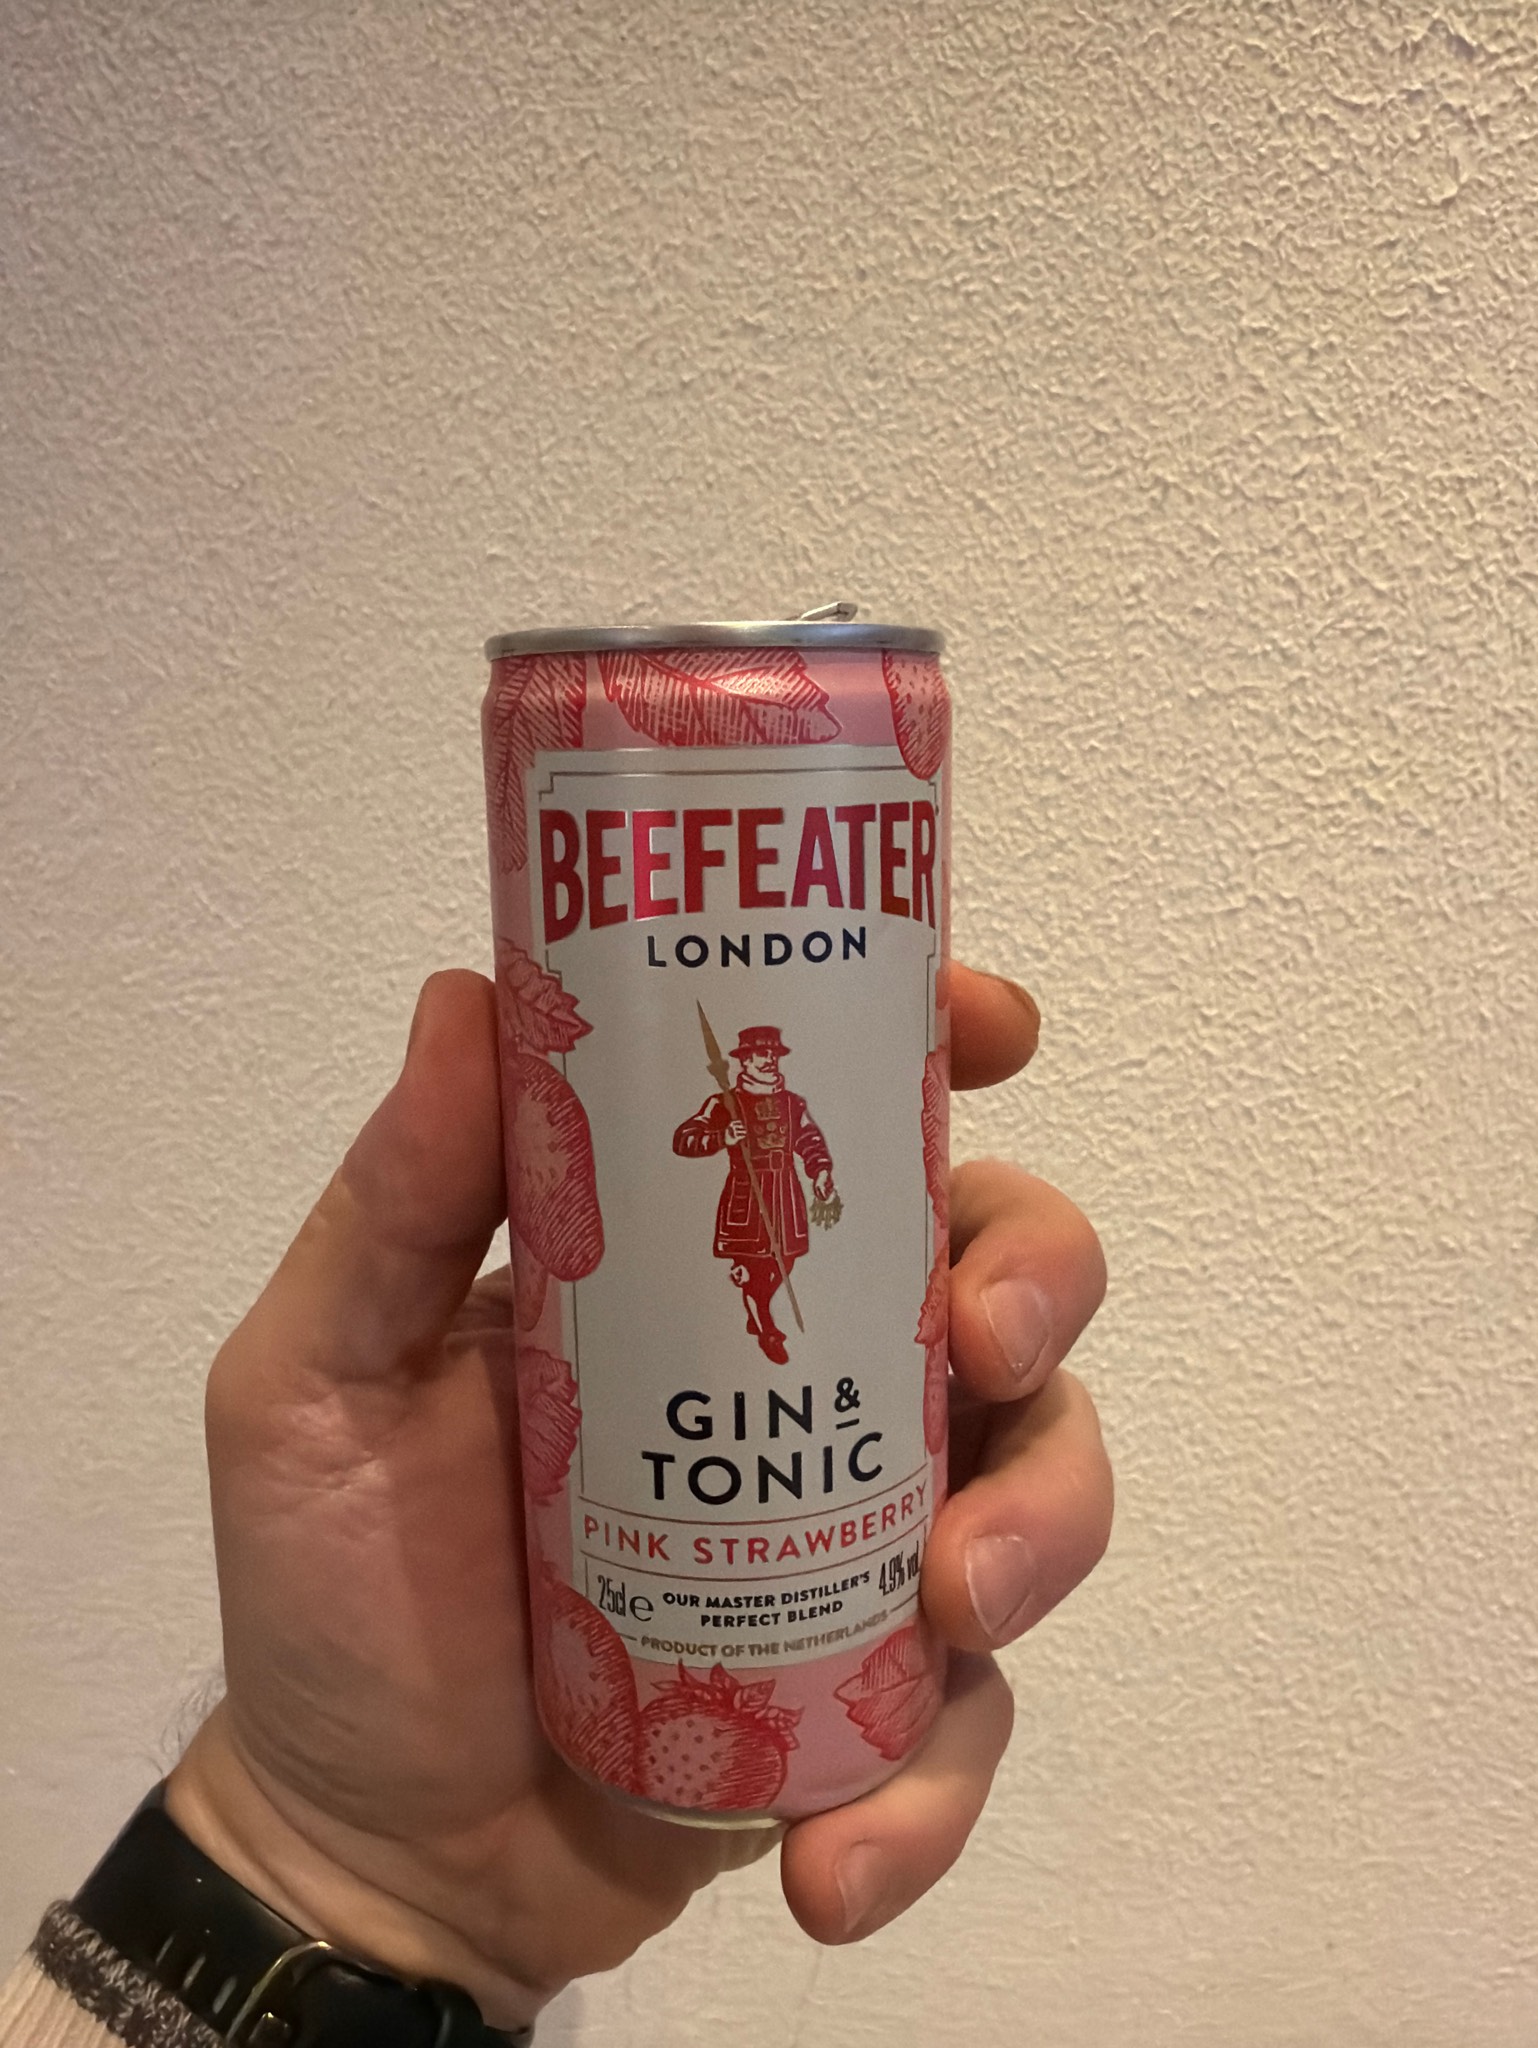 BEEFEATER
LONDON
GIN &
TONIC
PINK STRAWBERRY
25cl e OUR MASTER DISTILLER'S 4.9% vol.
PERFECT BLEND
PRODUCT OF THE NETHERLANDS